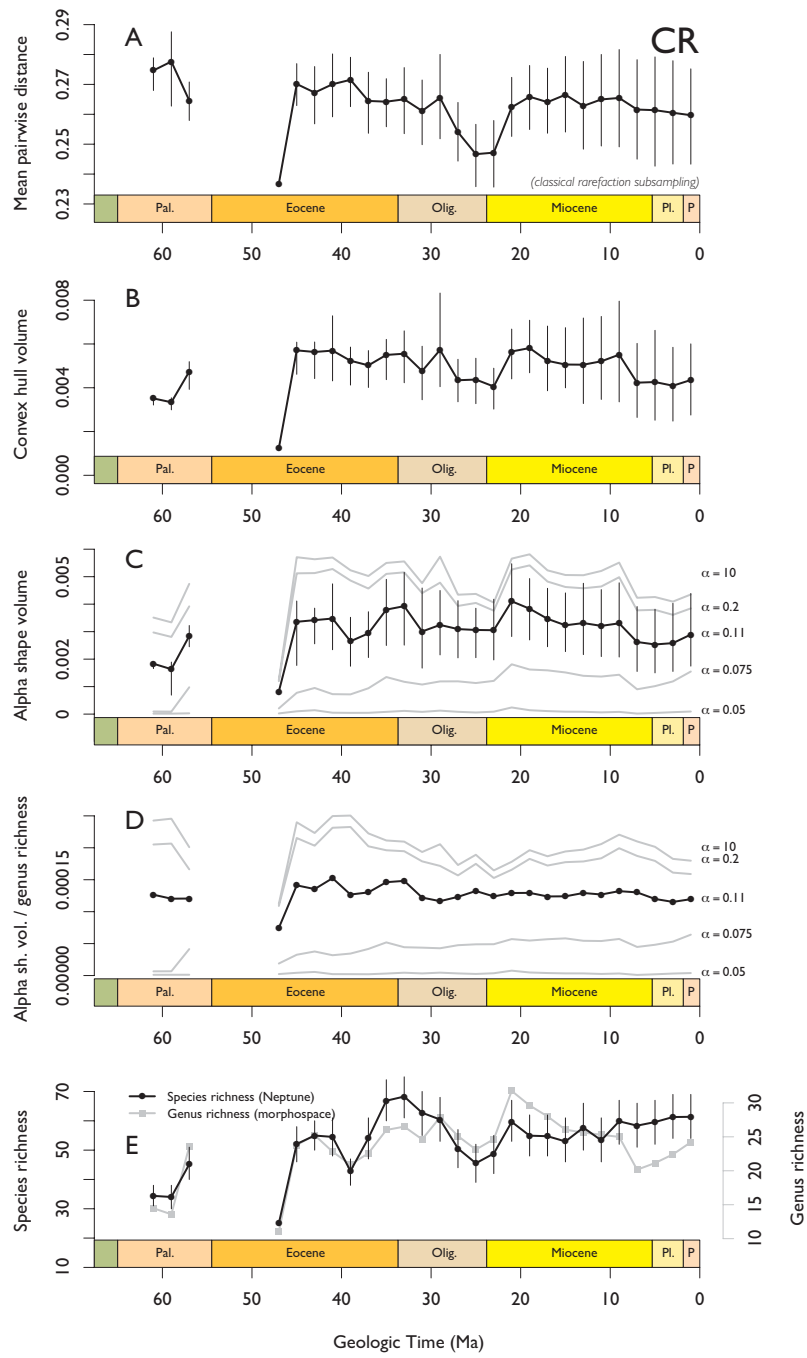 A
CR
Mean pairwise distance
0.29
0.27
0.25
0.23
(classical rarefaction subsampling)
Pal. Eocene Olig. Miocene Pl. P
60 50 40 30 20 10 0
B
Convex hull volume
0.008
0.004
0.000
Pal. Eocene Olig. Miocene Pl. P
60 50 40 30 20 10 0
C
Alpha shape volume
0.005
0.002
0
α = 10
α = 0.2
α = 0.11
α = 0.075
α = 0.05
Pal. Eocene Olig. Miocene Pl. P
60 50 40 30 20 10 0
D
Alpha sh. vol. / genus richness
0.00015
0.00000
α = 10
α = 0.2
α = 0.11
α = 0.075
α = 0.05
Pal. Eocene Olig. Miocene Pl. P
60 50 40 30 20 10 0
E
Species richness
70
50
30
10
Species richness (Neptune)
Genus richness (morphospace)
30
25
20
15
10
Genus richness
Pal. Eocene Olig. Miocene Pl. P
60 50 40 30 20 10 0
Geologic Time (Ma)